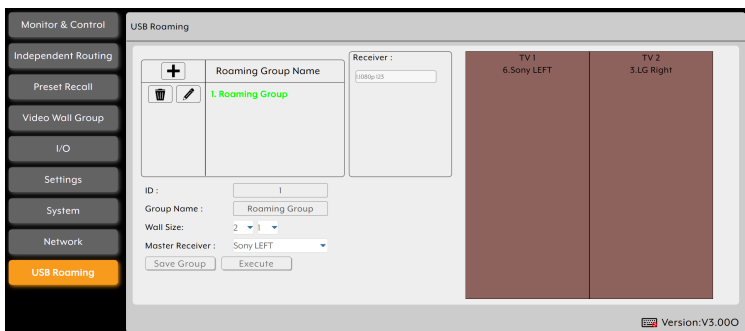 Monitor & Control
Independent Routing
Preset Recall
Video Wall Group
I/O
Settings
System
Network
USB Roaming
USB Roaming
Roaming Group Name
1. Roaming Group
Receiver :
U1080p I23
TV 1
6.Sony LEFT
TV 2
3.LG Right
ID : 1
Group Name : Roaming Group
Wall Size: 2 1
Master Receiver : Sony LEFT
Save Group Execute
Version:V3.00O